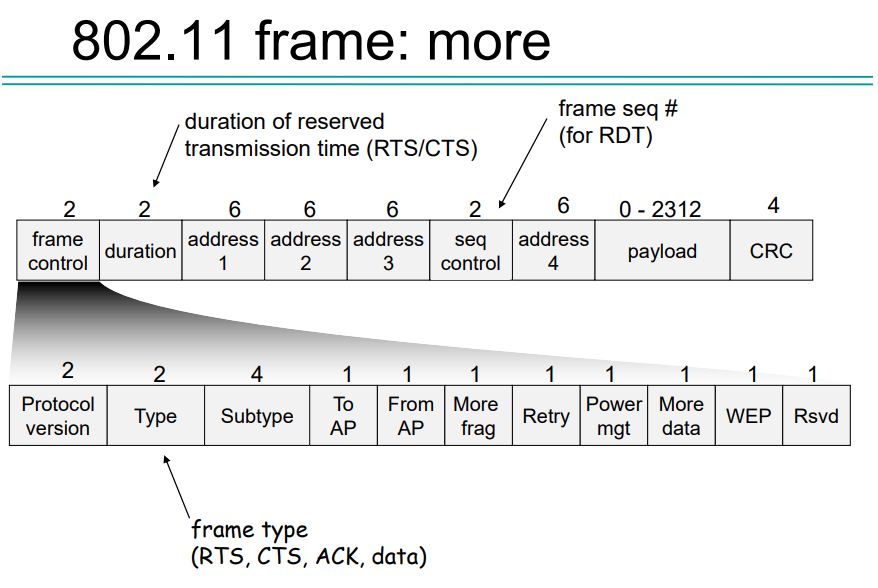 802.11 frame: more
duration of reserved
transmission time (RTS/CTS)
frame seq #
(for RDT)
2 2 6 6 6 2 6 0 - 2312 4
frame
control
duration
address
1
address
2
address
3
seq
control
address
4
payload
CRC
2 2 4 1 1 1 1 1 1 1 1
Protocol
version
Type
Subtype
To
AP
From
AP
More
frag
Retry
Power
mgt
More
data
WEP
Rsvd
frame type
(RTS, CTS, ACK, data)